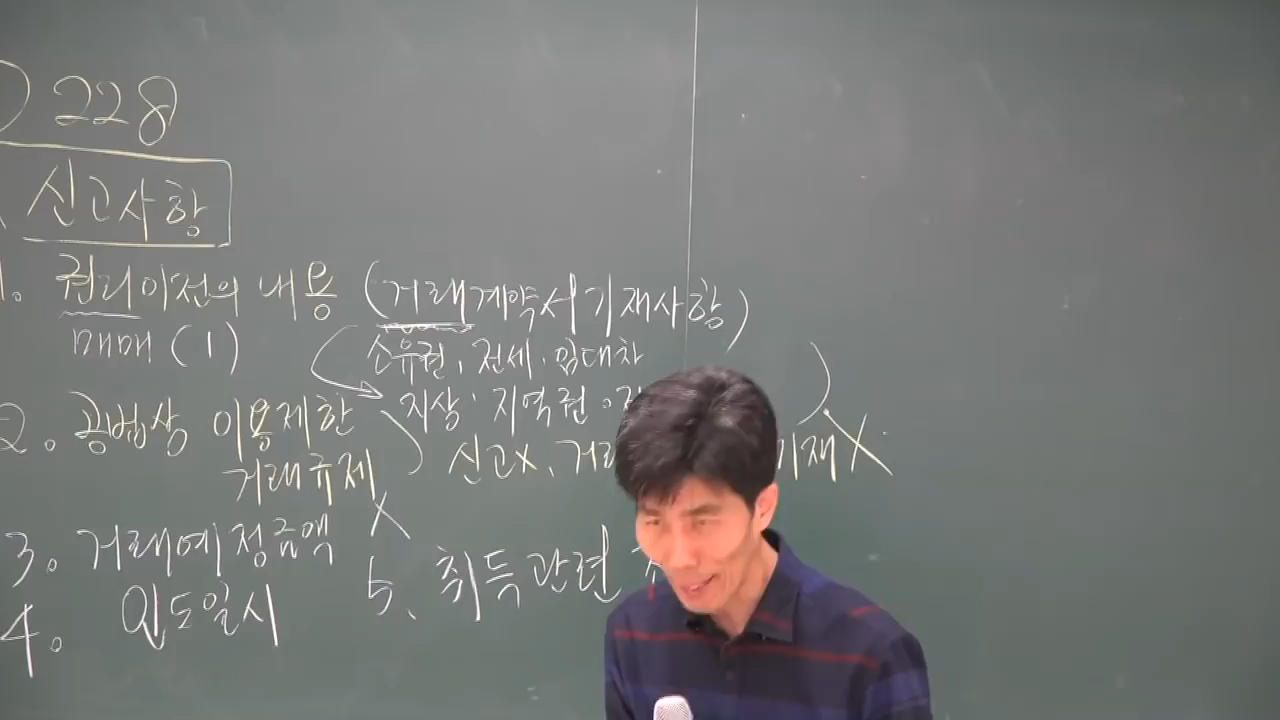 228
신고사항
1. 권리이전의 내용 (거래계약서기재사항)
매매(1) 소유권, 전세, 임대차
지상·지역권·
2. 공법상 이용제한
거래규제 X
신고X, 거래 기재X
3. 거래예정금액
4. 인도일시
5. 취득관련